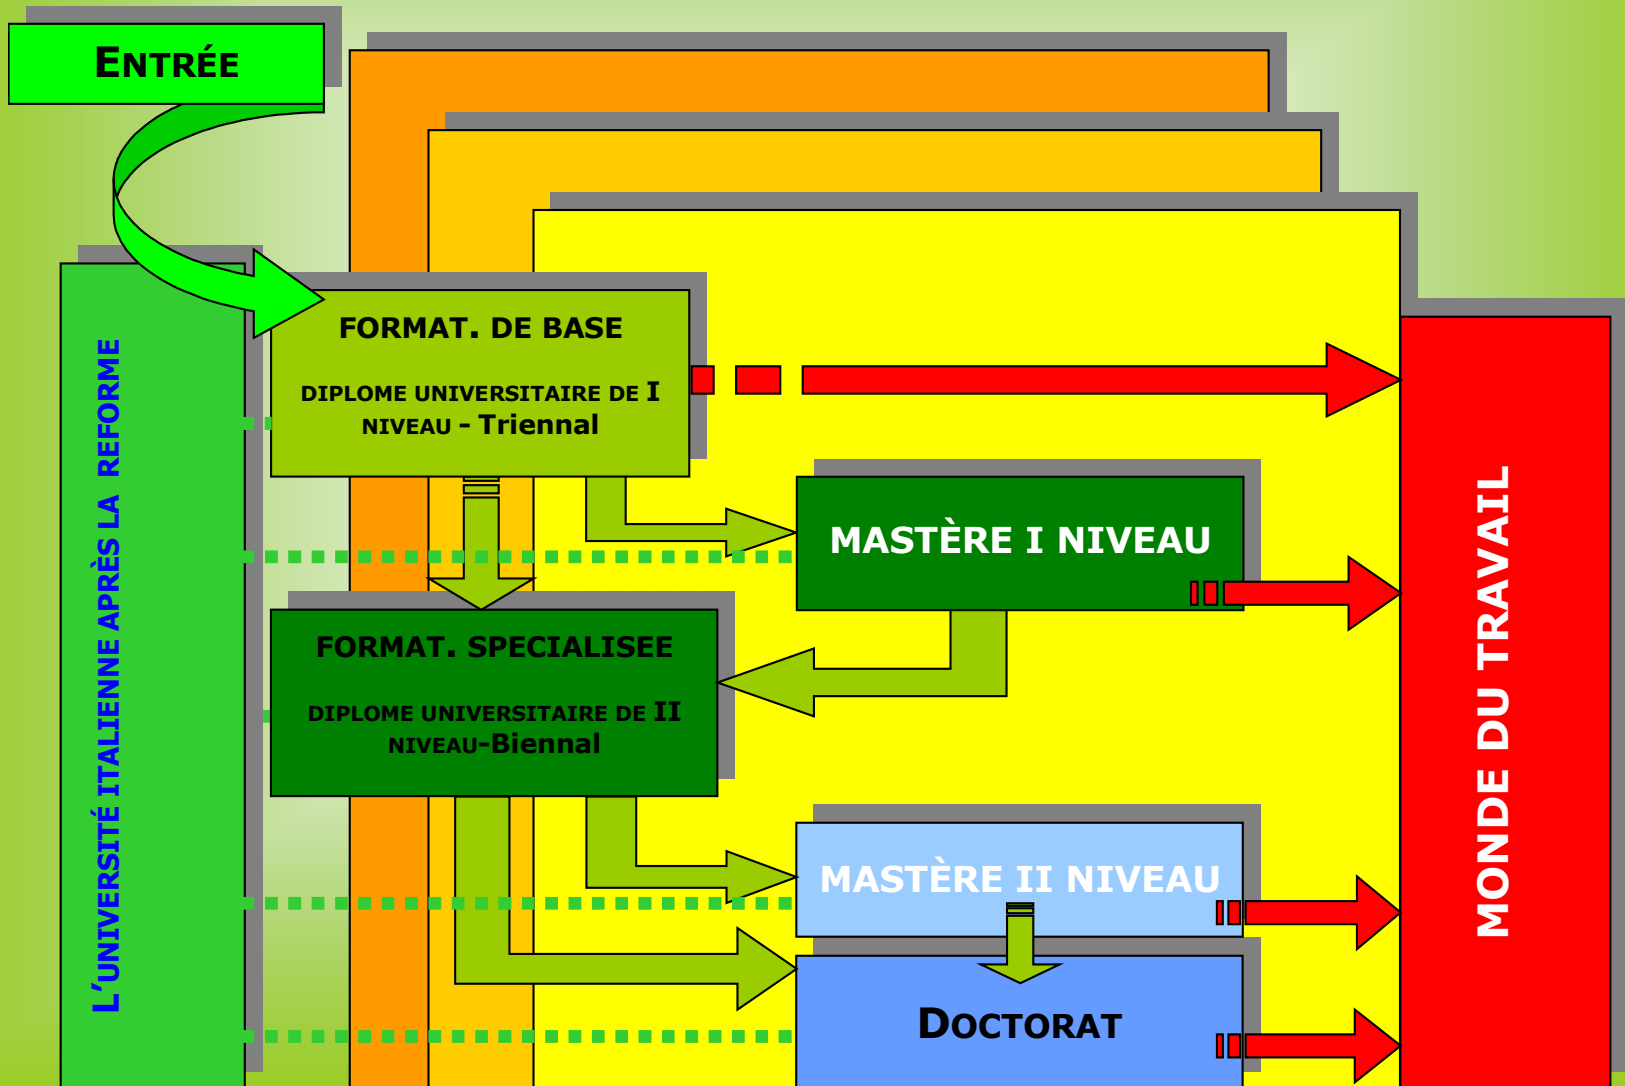 ENTRÉE
L'UNIVERSITÉ ITALIENNE APRÈS LA REFORME
FORMAT. DE BASE
DIPLOME UNIVERSITAIRE DE I
NIVEAU - Triennal
MASTÈRE I NIVEAU
FORMAT. SPECIALISEE
DIPLOME UNIVERSITAIRE DE II
NIVEAU-Biennal
MASTÈRE II NIVEAU
DOCTORAT
MONDE DU TRAVAIL